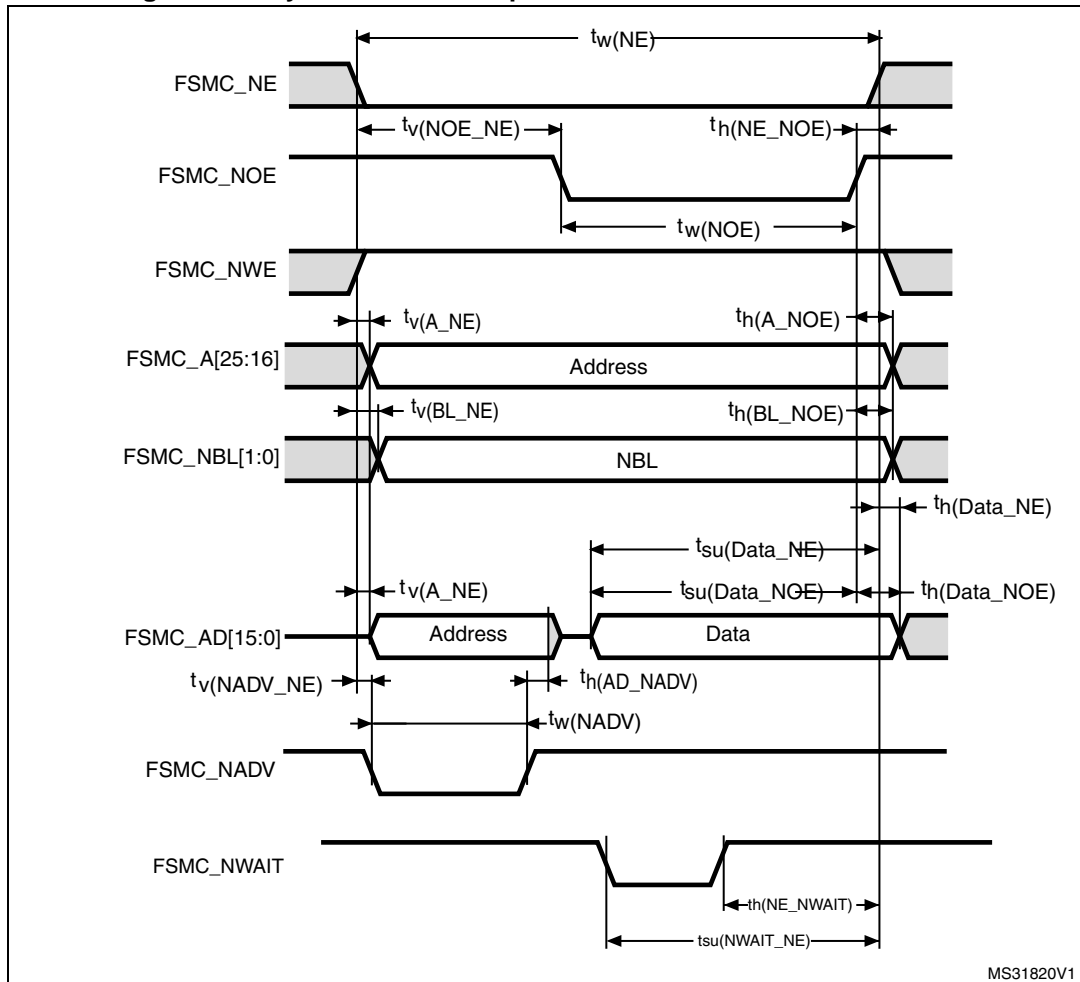 tw(NE)
FSMC_NE
tv(NOE_NE)
th(NE_NOE)
FSMC_NOE
tw(NOE)
FSMC_NWE
tv(A_NE)
th(A_NOE)
FSMC_A[25:16]
Address
tv(BL_NE)
th(BL_NOE)
FSMC_NBL[1:0]
NBL
th(Data_NE)
tsu(Data_NE)
tv(A_NE)
tsu(Data_NOE)
th(Data_NOE)
FSMC_AD[15:0]
Address
Data
tv(NADV_NE)
th(AD_NADV)
tw(NADV)
FSMC_NADV
FSMC_NWAIT
th(NE_NWAIT)
tsu(NWAIT_NE)
MS31820V1